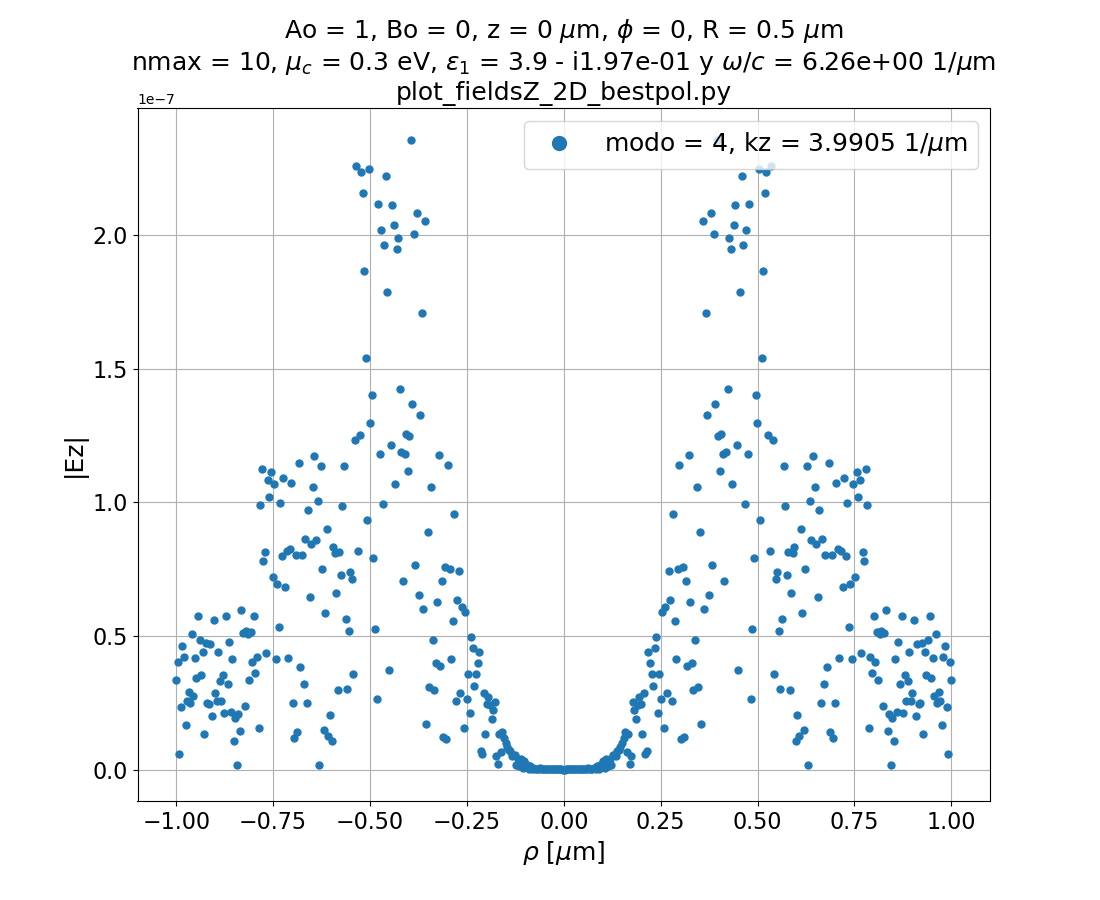 Ao = 1, Bo = 0, z = 0 μm, ϕ = 0, R = 0.5 μm
nmax = 10, μc = 0.3 eV, ε1 = 3.9 - i1.97e-01 y ω/c = 6.26e+00 1/μm
plot_fieldsZ_2D_bestpol.py
1e−7
modo = 4, kz = 3.9905 1/μm
2.0
1.5
1.0
0.5
0.0
|Ez|
−1.00 −0.75 −0.50 −0.25 0.00 0.25 0.50 0.75 1.00
ρ [μm]